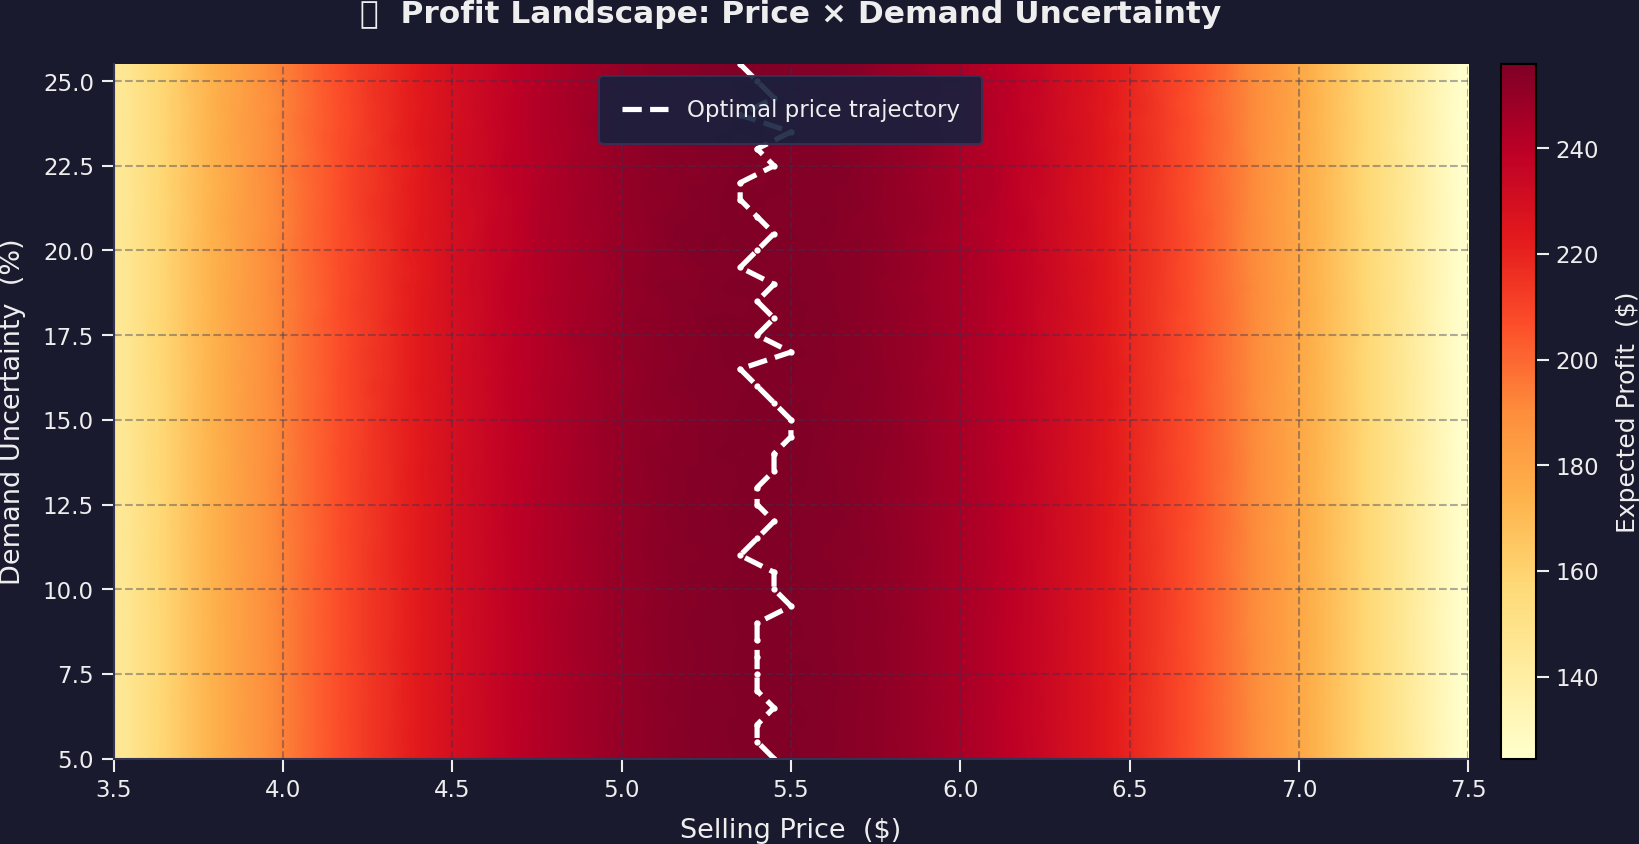 Profit Landscape: Price × Demand Uncertainty
Optimal price trajectory
Demand Uncertainty (%)
25.0
22.5
20.0
17.5
15.0
12.5
10.0
7.5
5.0
3.5 4.0 4.5 5.0 5.5 6.0 6.5 7.0 7.5
Selling Price ($)
240
220
200
180
160
140
Expected Profit ($)